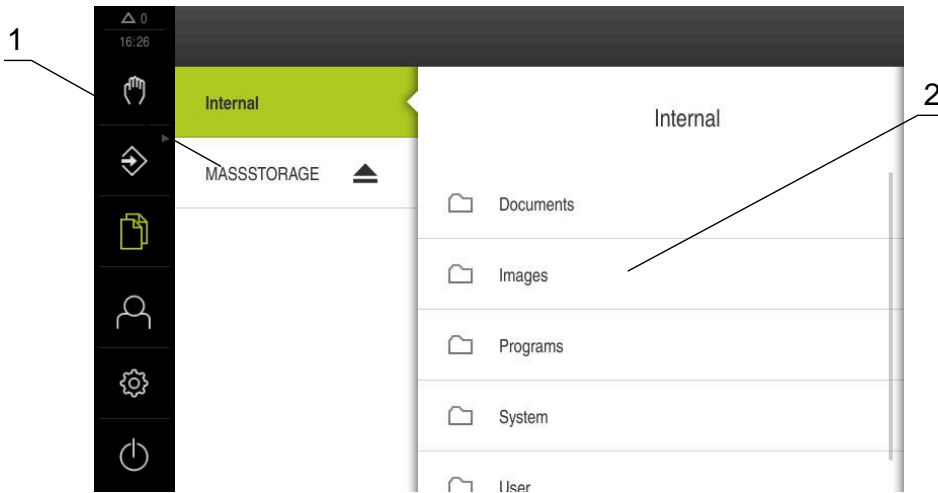 1
0
16:26
Internal
MASSSTORAGE
Internal
2
Documents
Images
Programs
System
User